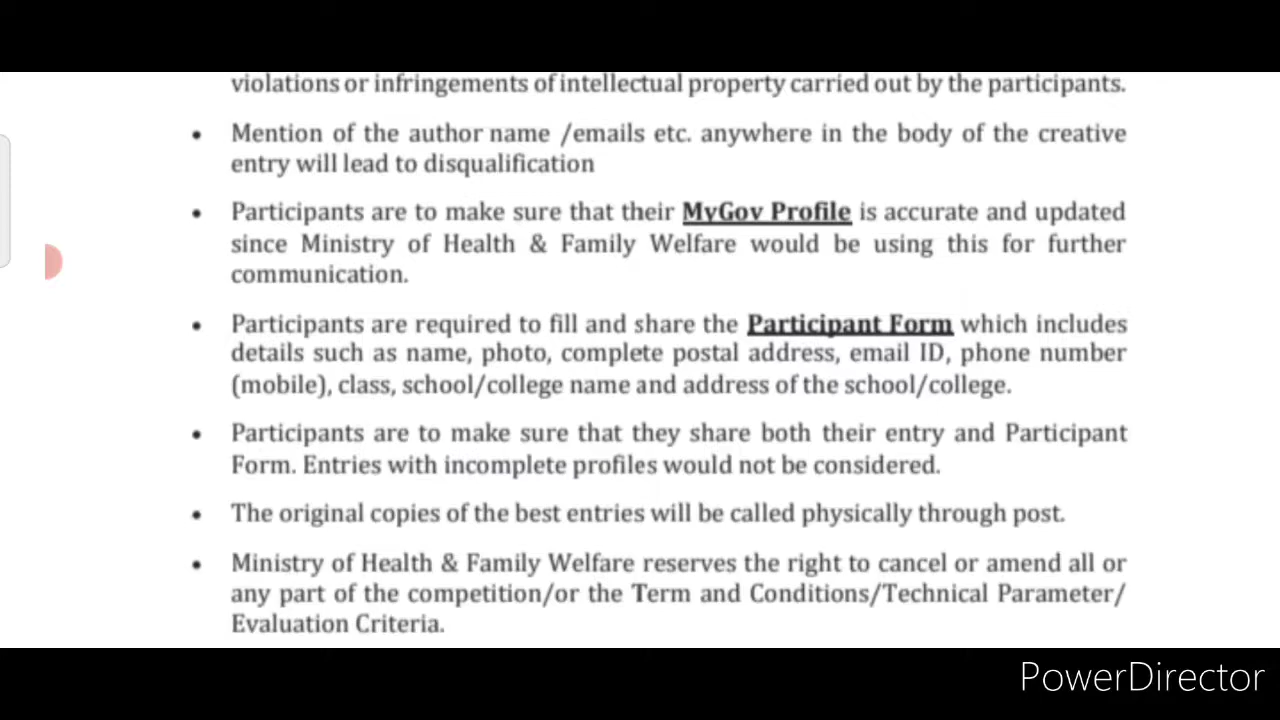 violations or infringements of intellectual property carried out by the participants.
• Mention of the author name /emails etc. anywhere in the body of the creative
entry will lead to disqualification
• Participants are to make sure that their MyGov Profile is accurate and updated
since Ministry of Health & Family Welfare would be using this for further
communication.
• Participants are required to fill and share the Participant Form which includes
details such as name, photo, complete postal address, email ID, phone number
(mobile), class, school/college name and address of the school/college.
• Participants are to make sure that they share both their entry and Participant
Form. Entries with incomplete profiles would not be considered.
• The original copies of the best entries will be called physically through post.
• Ministry of Health & Family Welfare reserves the right to cancel or amend all or
any part of the competition/or the Term and Conditions/Technical Parameter/
Evaluation Criteria.
PowerDirector